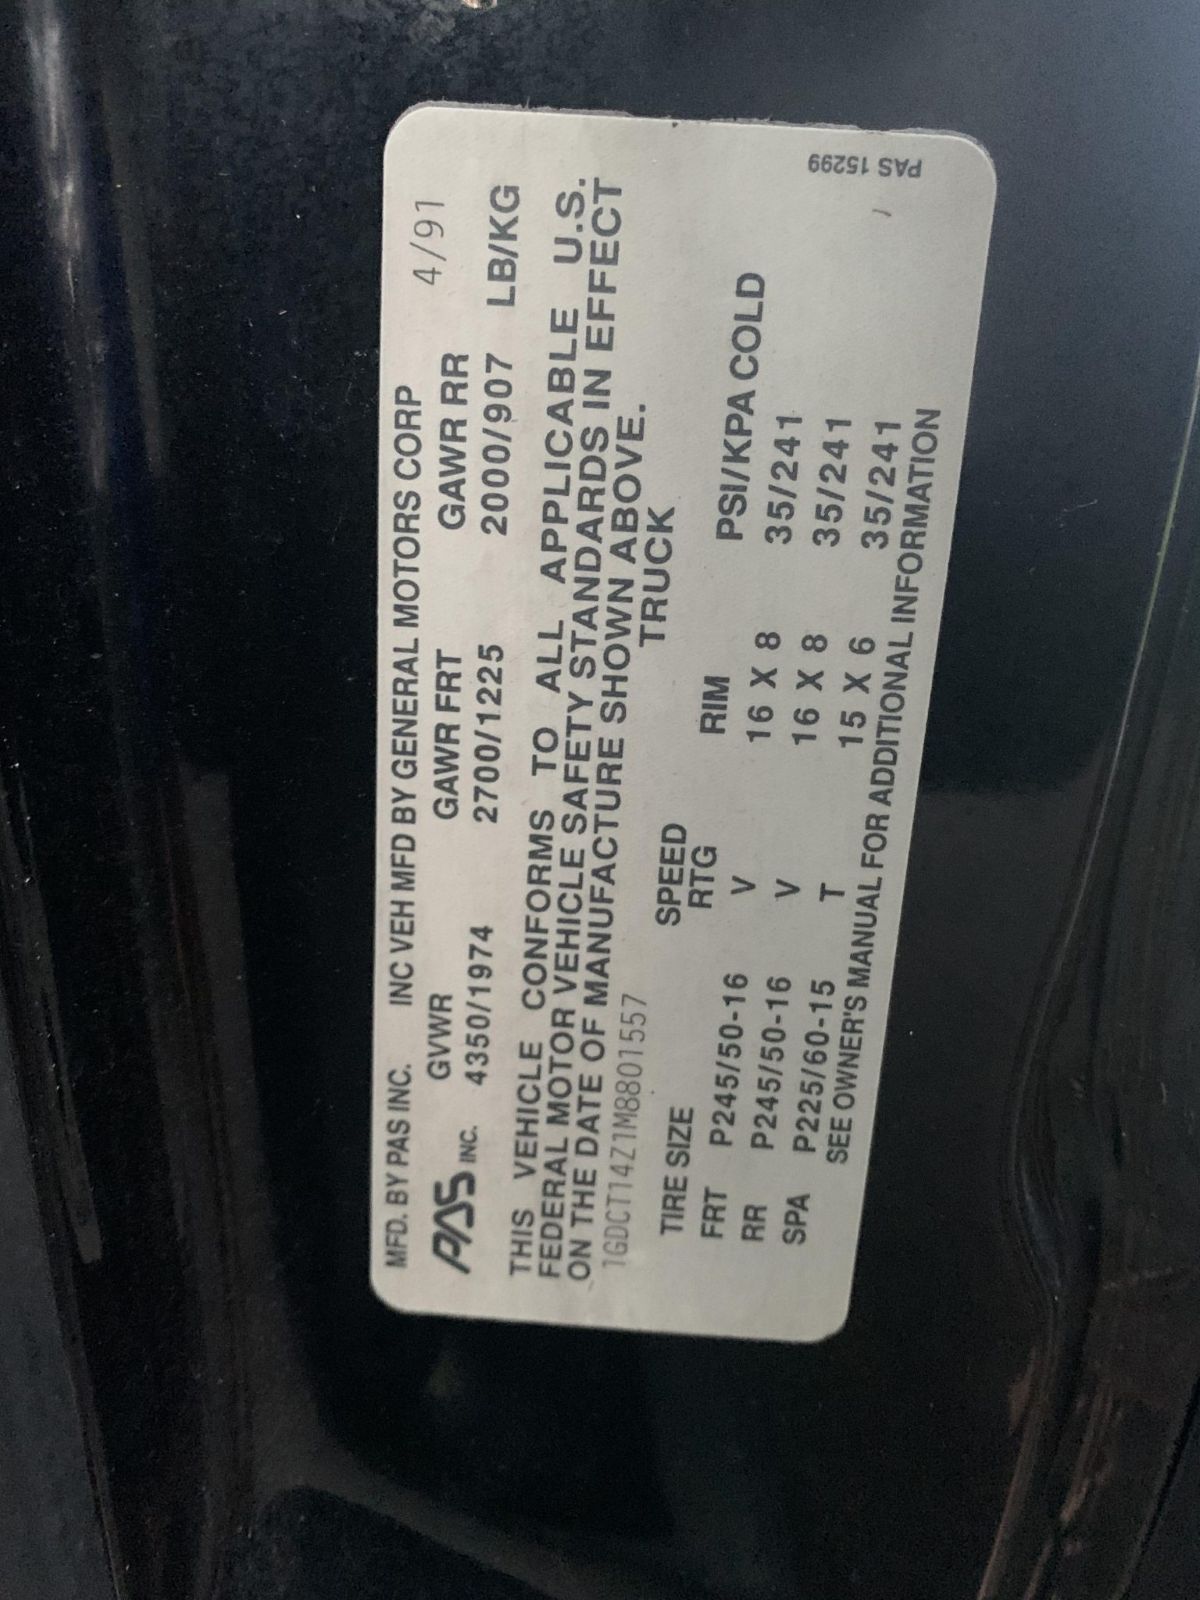 MFD. BY PAS INC. INC VEH MFD BY GENERAL MOTORS CORP 4/91
PAS INC. GVWR GAWR FRT GAWR RR
4350/1974 2700/1225 2000/907 LB/KG
THIS VEHICLE CONFORMS TO ALL APPLICABLE U.S.
FEDERAL MOTOR VEHICLE SAFETY STANDARDS IN EFFECT
ON THE DATE OF MANUFACTURE SHOWN ABOVE.
1GDCT14Z1M8801557 TRUCK
TIRE SIZE SPEED RTG RIM PSI/KPA COLD
FRT P245/50-16 V 16 X 8 35/241
RR P245/50-16 V 16 X 8 35/241
SPA P225/60-15 T 15 X 6 35/241
SEE OWNER'S MANUAL FOR ADDITIONAL INFORMATION
PAS 15299